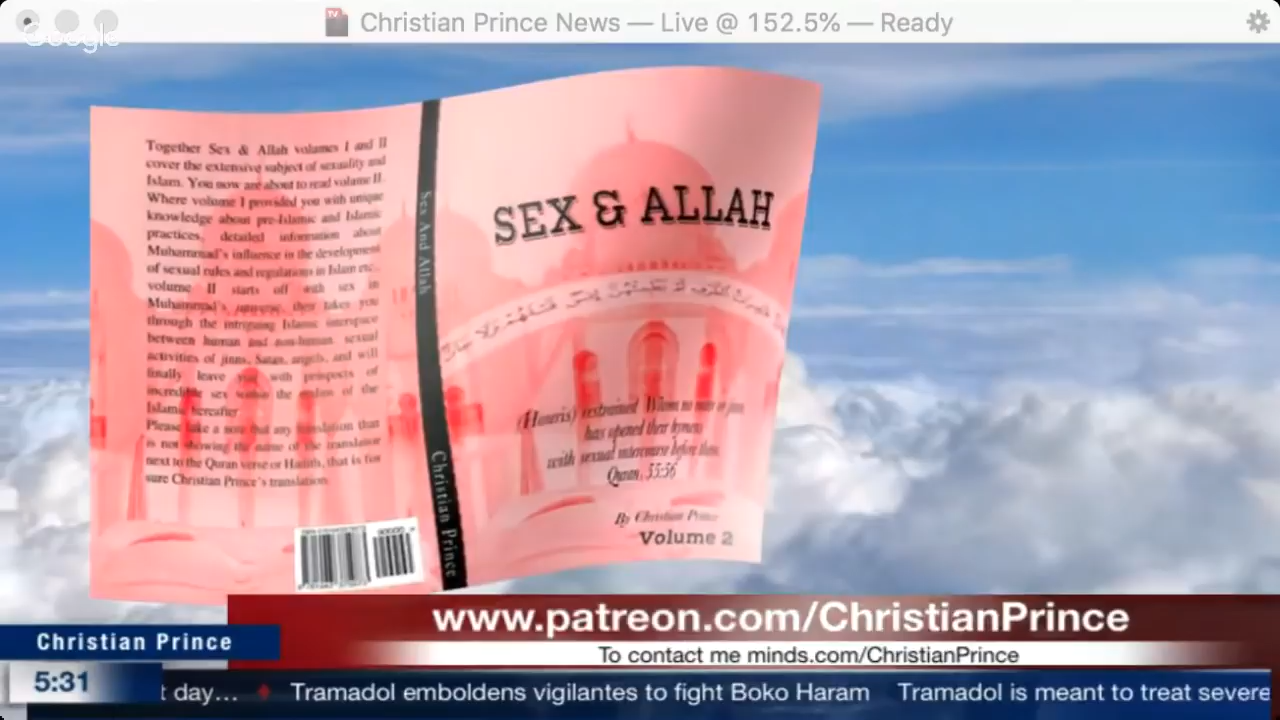 Christian Prince News — Live @ 152.5% — Ready
Google
Together Sex & Allah volumes I and II
cover the extensive subject of sexuality and
Islam. You now are about to read volume II.
Where volume I provided you with unique
knowledge about pre-Islamic and Islamic
practices, detailed information about
Muhammad's influence in the development
of sexual rules and regulations in Islam etc.
volume II starts off with sex in
Muhammad's universe, then takes you
through the intriguing Islamic interspace
between human and non-human sexual
activities of jinns, Satan, angels, and will
finally leave you with prospects of
incredible sex within the realms of the
Islamic hereafter
Please take a note that any translation that
is not showing the name of the translator
next to the Quran verse or Hadith, that is for
sure Christian Prince's translation.
Sex And Allah
Christian Prince
SEX & ALLAH
(Houris) restrained Whom no man or jinn
has opened their hymens
with sexual intercourse before them.
Quran, 55:56
By Christian Prince
Volume 2
www.patreon.com/ChristianPrince
To contact me minds.com/ChristianPrince
Christian Prince
5:31
t day... Tramadol emboldens vigilantes to fight Boko Haram Tramadol is meant to treat severe